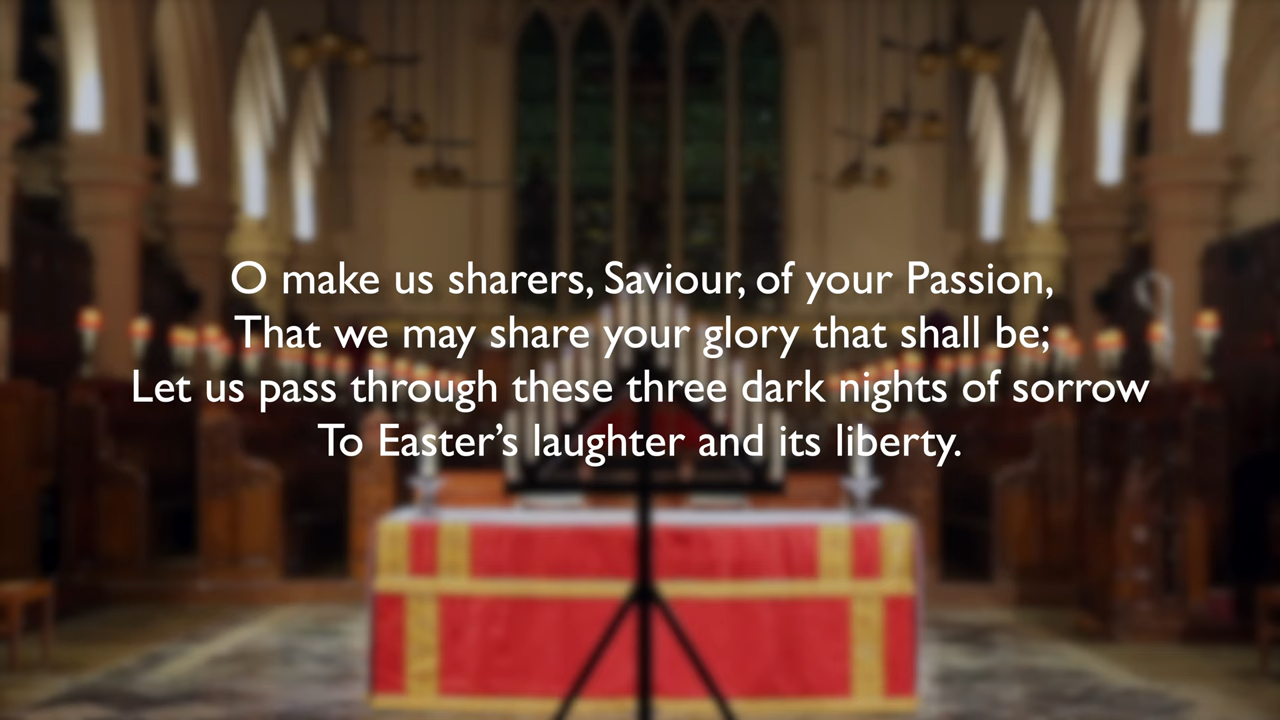 O make us sharers, Saviour, of your Passion,
That we may share your glory that shall be;
Let us pass through these three dark nights of sorrow
To Easter’s laughter and its liberty.